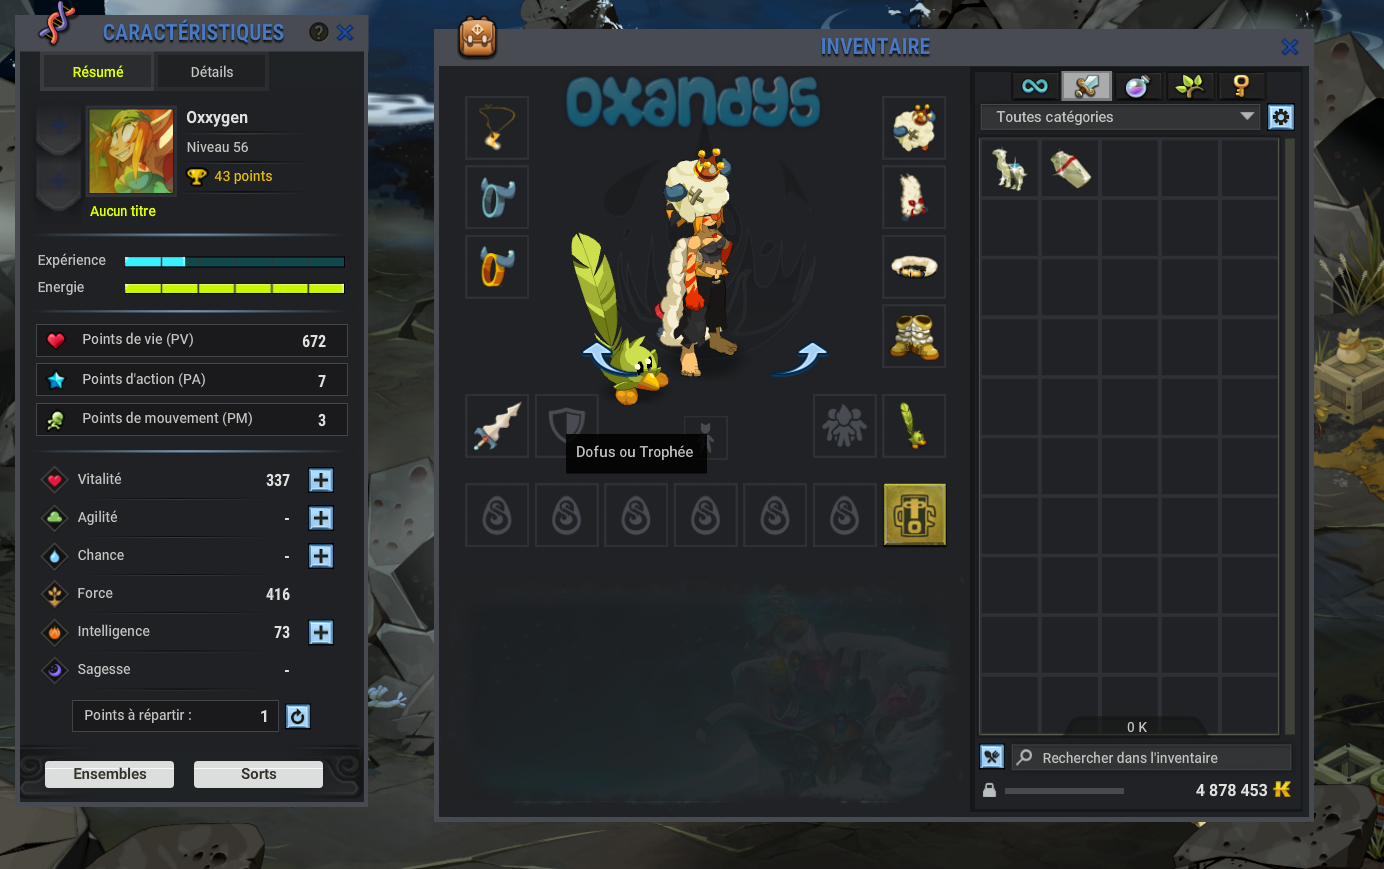 CARACTÉRISTIQUES
?
Résumé
Détails
Oxxygen
Niveau 56
43 points
Aucun titre
Expérience
Energie
Points de vie (PV) 672
Points d'action (PA) 7
Points de mouvement (PM) 3
Vitalité 337
Agilité -
Chance -
Force 416
Intelligence 73
Sagesse -
Points à répartir : 1
Ensembles
Sorts
INVENTAIRE
Oxandys
Dofus ou Trophée
Toutes catégories
0 K
Rechercher dans l'inventaire
4 878 453 K